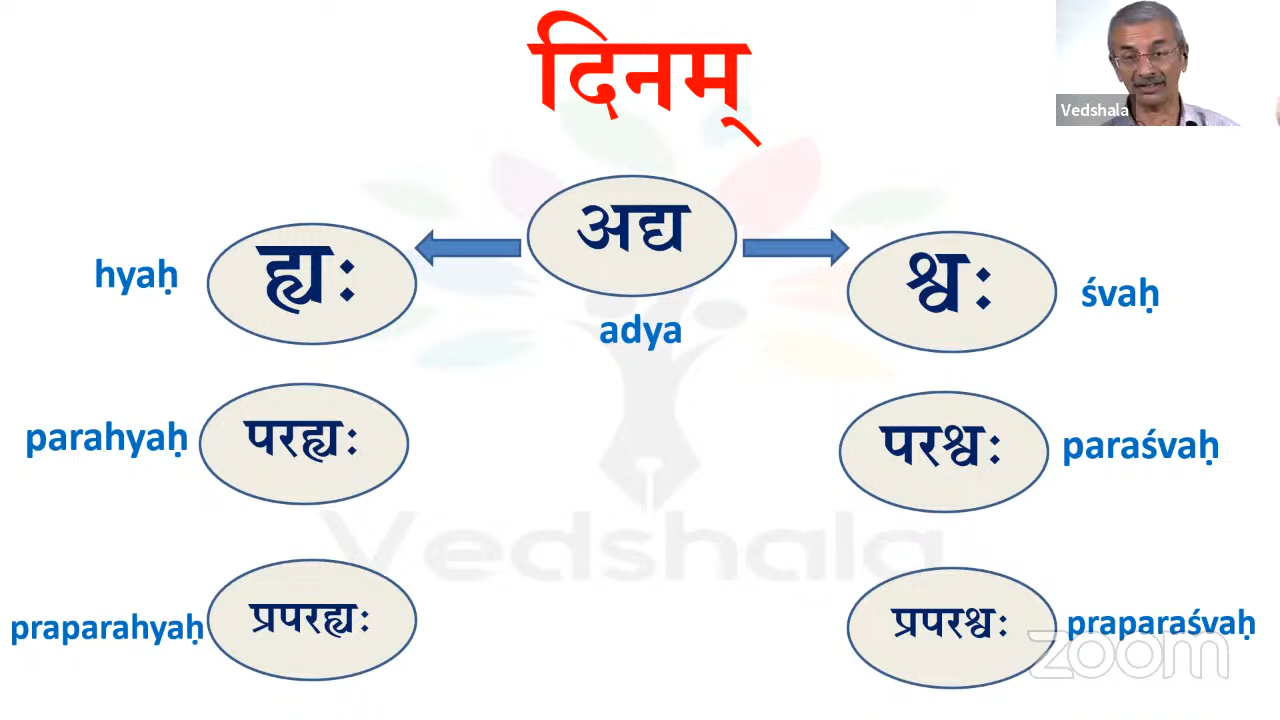 दिनम्
Vedshala
अद्य
adya
hyaḥ
ह्यः
श्वः
śvaḥ
parahyaḥ
परह्यः
परश्वः
paraśvaḥ
Vedshala
praparahyaḥ
प्रपरह्यः
प्रपरश्वः
praparaśvaḥ
zoom